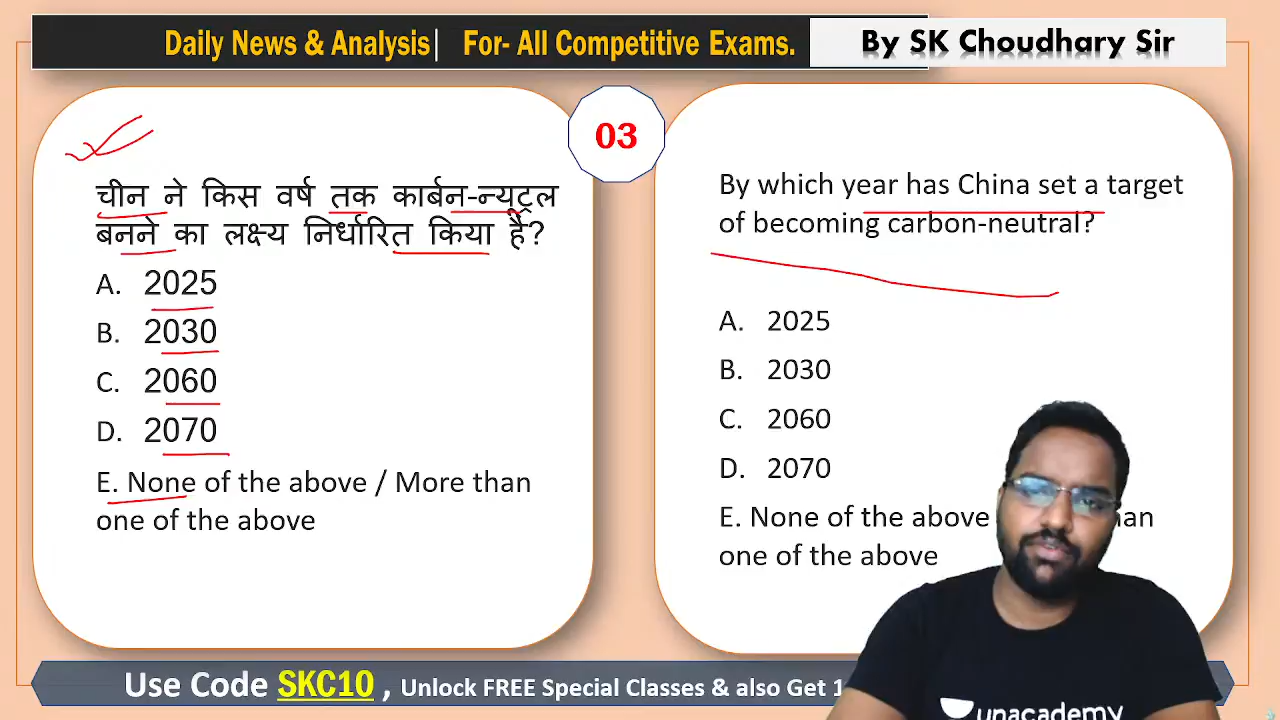 Daily News & Analysis| For- All Competitive Exams.
By SK Choudhary Sir
03
चीन ने किस वर्ष तक कार्बन-न्यूट्रल
बनने का लक्ष्य निर्धारित किया है?
A. 2025
B. 2030
C. 2060
D. 2070
E. None of the above / More than
one of the above
By which year has China set a target
of becoming carbon-neutral?
A. 2025
B. 2030
C. 2060
D. 2070
E. None of the above
one of the above
Use Code SKC10 , Unlock FREE Special Classes & also Get
unacademy